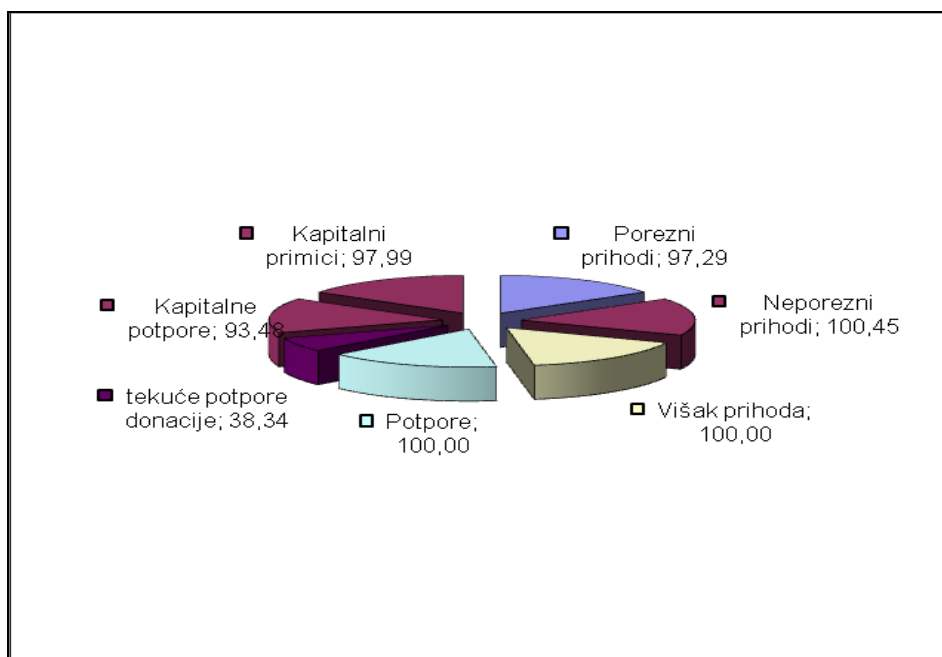 Kapitalni
primici; 97,99
Porezni
prihodi; 97,29
Kapitalne
potpore; 93,48
Neporezni
prihodi; 100,45
tekuće potpore
donacije; 38,34
Potpore;
100,00
Višak prihoda;
100,00